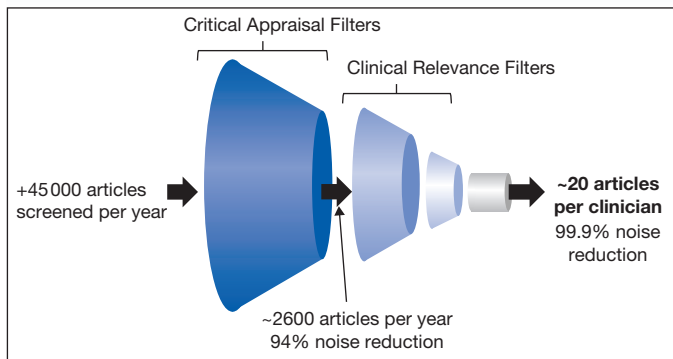 Critical Appraisal Filters
Clinical Relevance Filters
+45 000 articles
screened per year
~20 articles
per clinician
99.9% noise
reduction
~2600 articles per year
94% noise reduction